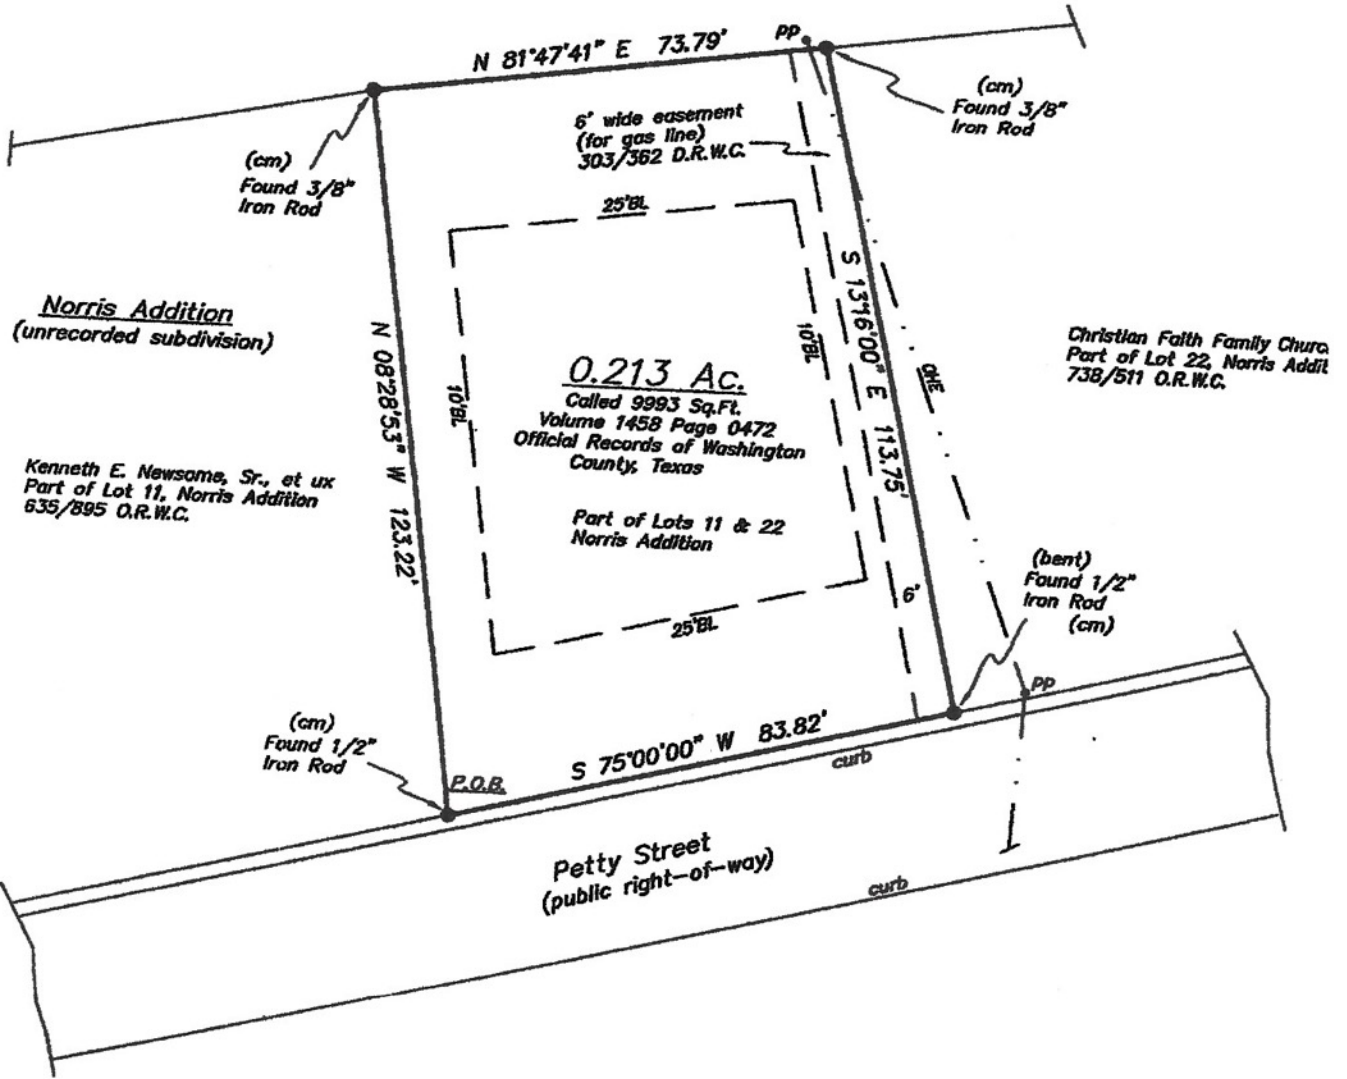 N 81°47'41" E 73.79'
PP
(cm)
Found 3/8"
Iron Rod
6' wide easement
(for gas line)
303/362 D.R.W.C.
(cm)
Found 3/8"
Iron Rod
25'BL
Norris Addition
(unrecorded subdivision)
N 08°28'53" W 123.22'
10'BL
0.213 Ac.
Called 9993 Sq.Ft.
Volume 1458 Page 0472
Official Records of Washington
County, Texas
Part of Lots 11 & 22
Norris Addition
10'BL
S 13°16'00" E 113.75'
OHE
Christian Faith Family Churc
Part of Lot 22, Norris Addit
738/511 O.R.W.C.
Kenneth E. Newsome, Sr., et ux
Part of Lot 11, Norris Addition
635/895 O.R.W.C.
(bent)
Found 1/2"
Iron Rod
(cm)
6'
25'BL
PP
(cm)
Found 1/2"
Iron Rod
P.O.B.
S 75°00'00" W 83.82'
curb
Petty Street
(public right-of-way)
curb